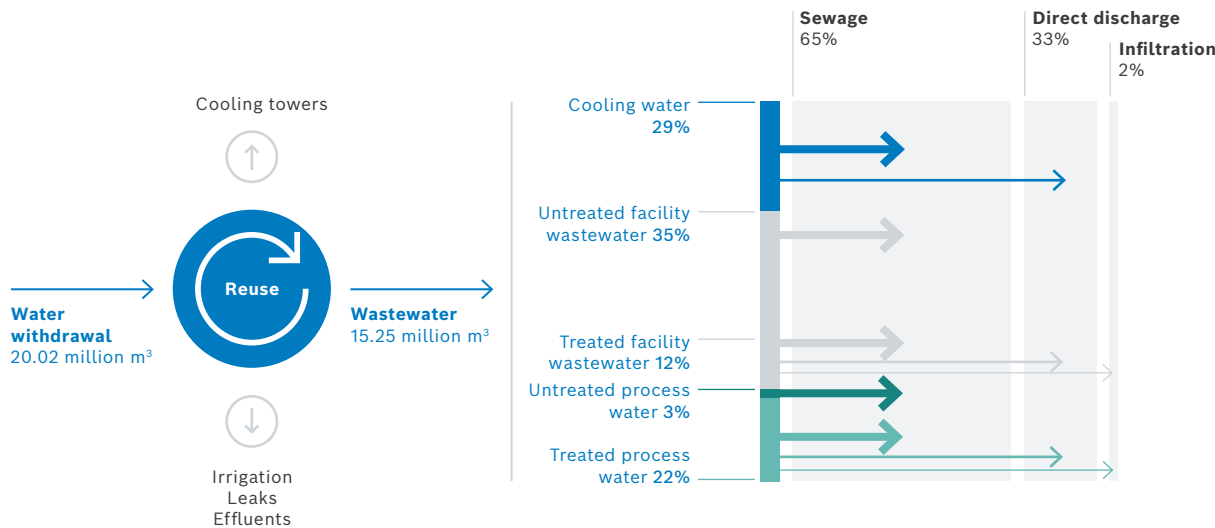 Sewage
65%
Direct discharge
33%
Infiltration
2%
Cooling towers
Reuse
Water
withdrawal
20.02 million m³
Wastewater
15.25 million m³
Irrigation
Leaks
Effluents
Cooling water
29%
Untreated facility
wastewater 35%
Treated facility
wastewater 12%
Untreated process
water 3%
Treated process
water 22%